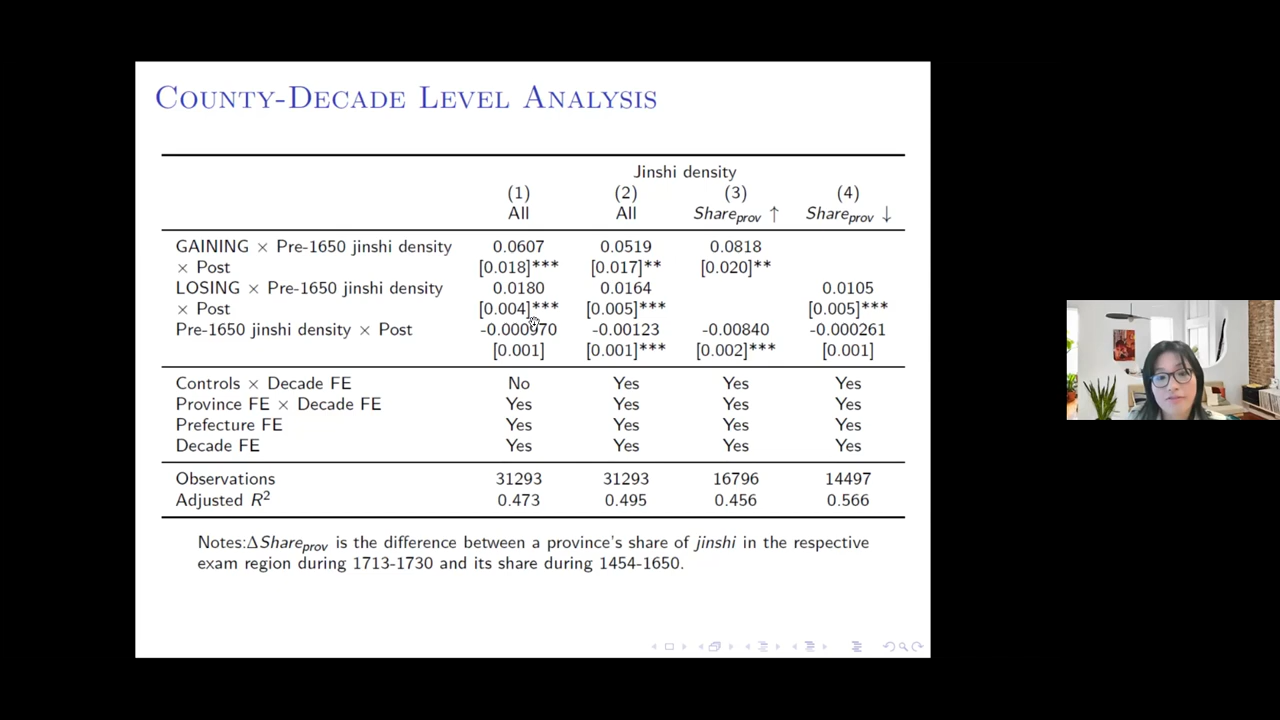 COUNTY-DECADE LEVEL ANALYSIS
Jinshi density
(1) (2) (3) (4)
All All Share_prov ↑ Share_prov ↓
GAINING × Pre-1650 jinshi density 0.0607 0.0519 0.0818
× Post [0.018]*** [0.017]** [0.020]**
LOSING × Pre-1650 jinshi density 0.0180 0.0164 0.0105
× Post [0.004]*** [0.005]*** [0.005]***
Pre-1650 jinshi density × Post -0.000970 -0.00123 -0.00840 -0.000261
[0.001] [0.001]*** [0.002]*** [0.001]
Controls × Decade FE No Yes Yes Yes
Province FE × Decade FE Yes Yes Yes Yes
Prefecture FE Yes Yes Yes Yes
Decade FE Yes Yes Yes Yes
Observations 31293 31293 16796 14497
Adjusted R² 0.473 0.495 0.456 0.566
Notes:ΔShare_prov is the difference between a province's share of jinshi in the respective
exam region during 1713-1730 and its share during 1454-1650.